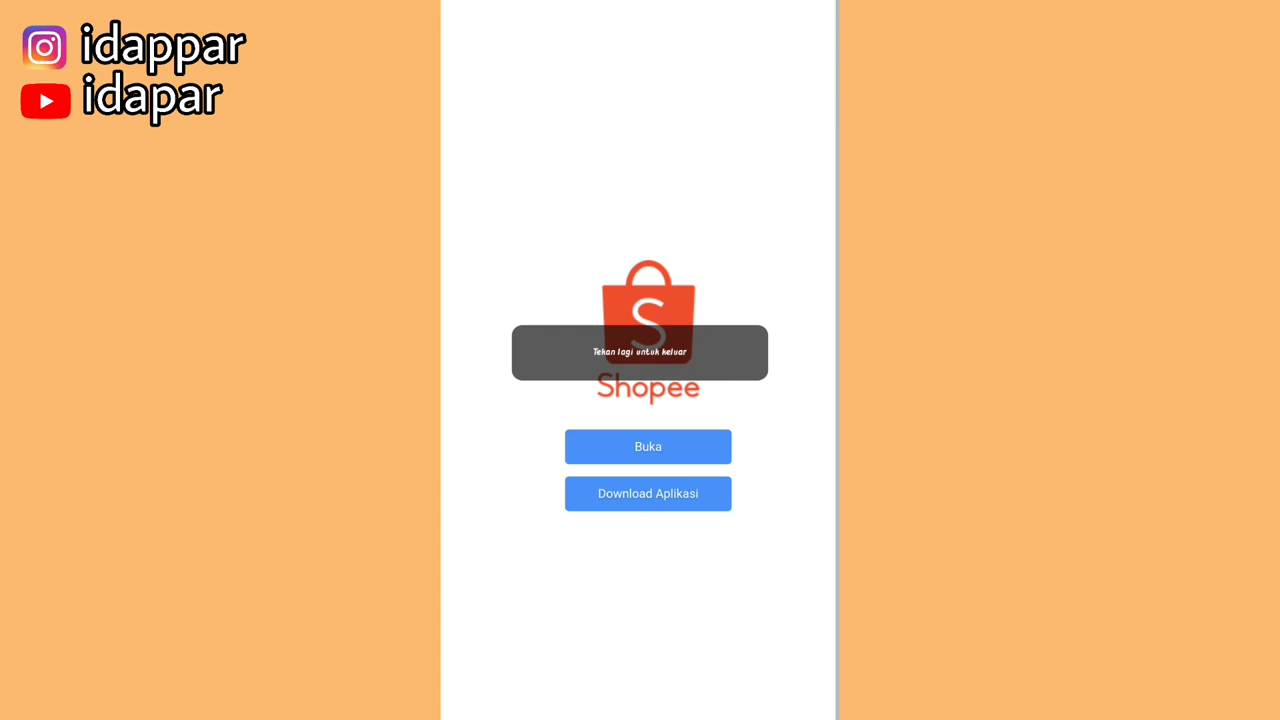 idappar
idapar
S
Tekan lagi untuk keluar
Shopee
Buka
Download Aplikasi